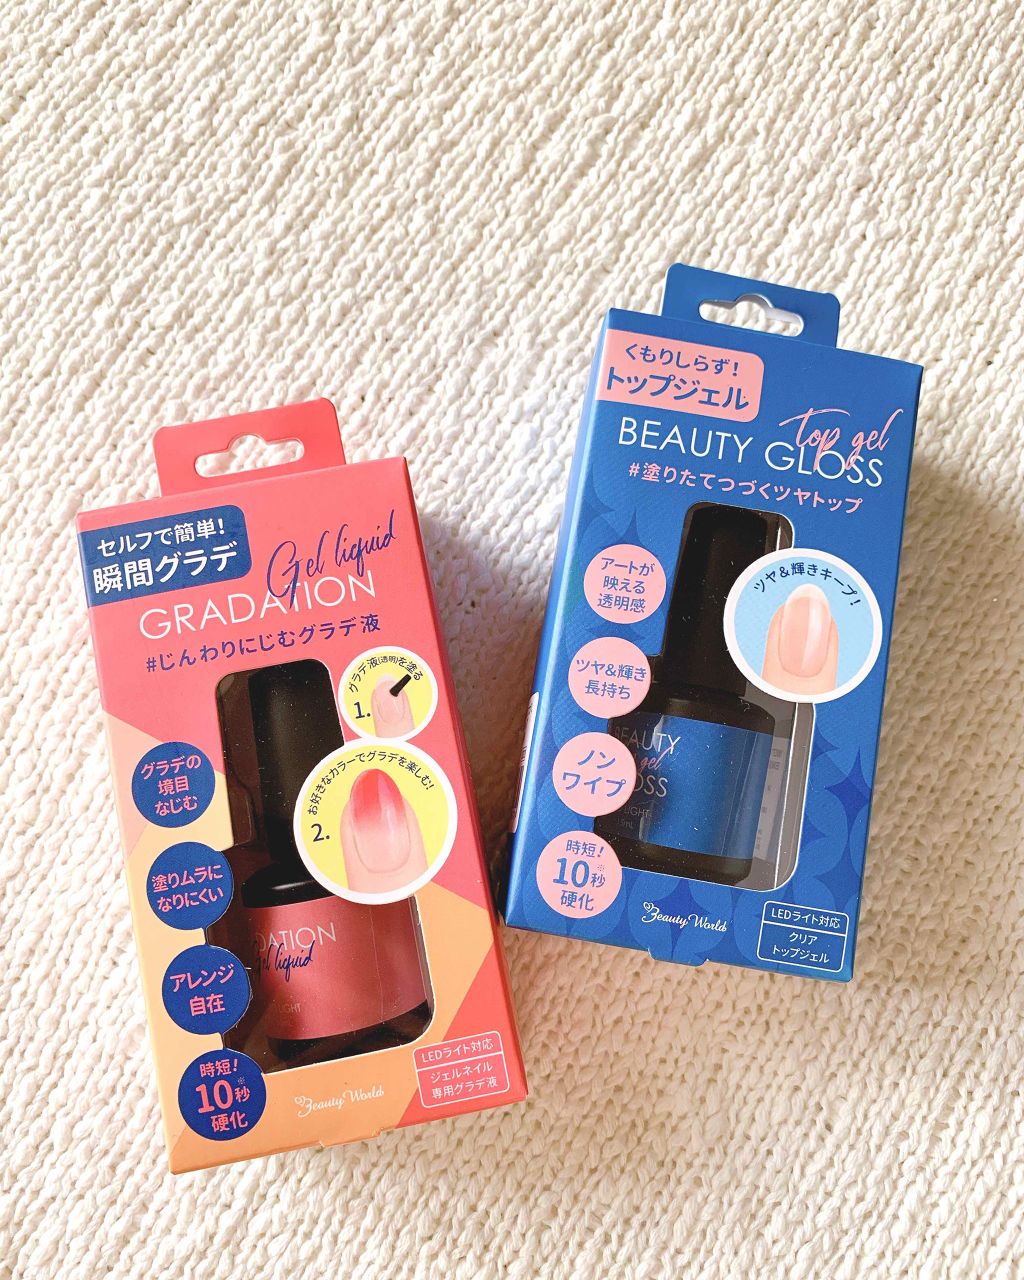 セルフで簡単!
瞬間グラデ
Gel liquid
GRADATION
#じんわりにじむグラデ液
グラデ液(透明)を塗る
1.
お好きなカラーでグラデを楽しむ!
2.
グラデの
境目
なじむ
塗りムラに
なりにくい
アレンジ
自在
時短!
10秒※
硬化
DATION
Gel liquid
LIGHT
Beauty World
LEDライト対応
ジェルネイル
専用グラデ液
くもりしらず!
トップジェル
top gel
BEAUTY GLOSS
#塗りたてつづくツヤトップ
アートが
映える
透明感
ツヤ&輝きキープ!
ツヤ&輝き
長持ち
ノン
ワイプ
時短!
10秒※
硬化
BEAUTY
gel
OSS
LIGHT
Beauty World
LEDライト対応
クリア
トップジェル